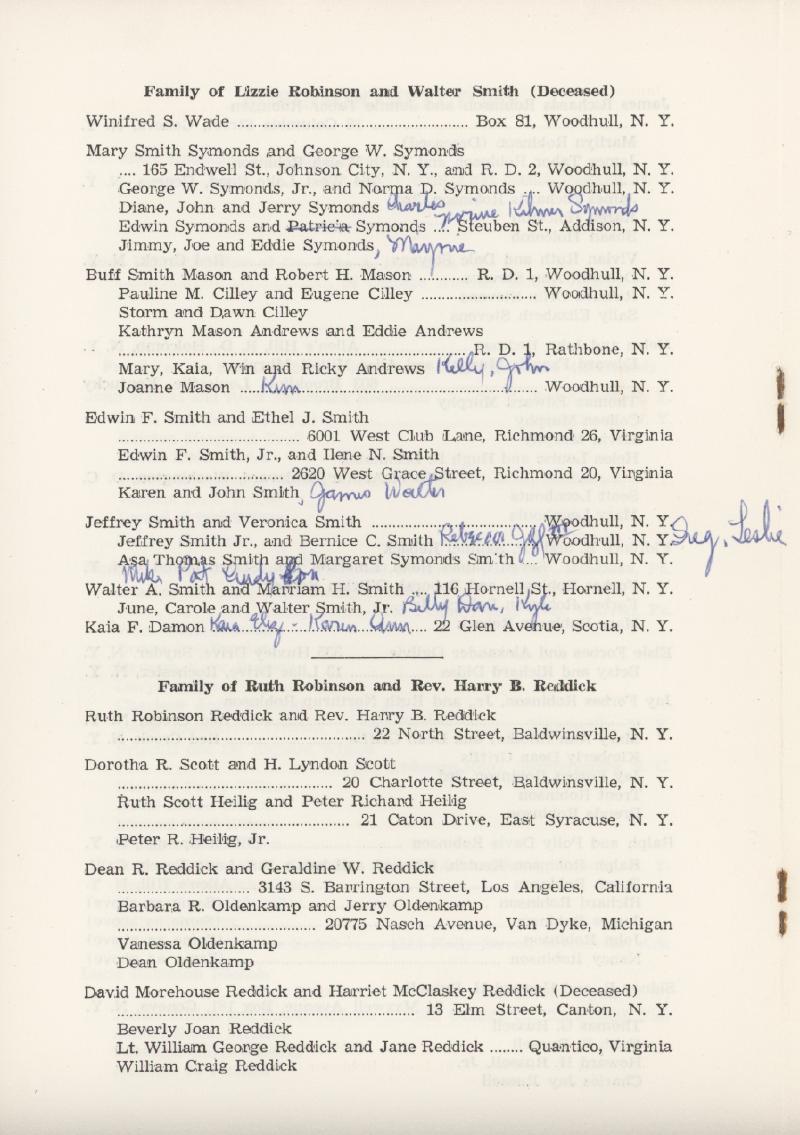 Family of Lizzie Robinson and Walter Smith (Deceased)
Winifred S. Wade ................................................ Box 81, Woodhull, N. Y.
Mary Smith Symonds and George W. Symonds
.... 165 Endwell St., Johnson City, N. Y., and R. D. 2, Woodhull, N. Y.
George W. Symonds, Jr., and Norma D. Symonds .... Woodhull, N. Y.
Diane, John and Jerry Symonds Charles
Kilmer Symonds
Edwin Symonds and Patricia Symonds .... Steuben St., Addison, N. Y.
Jimmy, Joe and Eddie Symonds, Mayrne
Buff Smith Mason and Robert H. Mason ............ R. D. 1, Woodhull, N. Y.
Pauline M. Cilley and Eugene Cilley ............................ Woodhull, N. Y.
Storm and Dawn Cilley
Kathryn Mason Andrews and Eddie Andrews
.......................................................................... R. D. 1, Rathbone, N. Y.
Mary, Kaia, Win and Ricky Andrews Kelly, John
Joanne Mason .....Kim.................................................. Woodhull, N. Y.
Edwin F. Smith and Ethel J. Smith
............................................ 6001 West Club Lane, Richmond 26, Virginia
Edwin F. Smith, Jr., and Ilene N. Smith
........................................ 2620 West Grace Street, Richmond 20, Virginia
Karen and John Smith, James Walter
Jeffrey Smith and Veronica Smith ........................................ Woodhull, N. Y.
Jeffrey Smith Jr., and Bernice C. Smith Rebecca Jeff Woodhull, N. Y. Greg, Leslie
Asa Thomas Smith and Margaret Symonds Smith .... Woodhull, N. Y.
Mike Pat Cindy Jon
Walter A. Smith and Marriam H. Smith .... 116 Hornell St., Hornell, N. Y.
June, Carole and Walter Smith, Jr. Billy Dan, Kyle
Kaia F. Damon Kaia Eliz - Karen Ann.... 22 Glen Avenue, Scotia, N. Y.
Family of Ruth Robinson and Rev. Harry B. Reddick
Ruth Robinson Reddick and Rev. Harry B. Reddick
............................................................ 22 North Street, Baldwinsville, N. Y.
Dorotha R. Scott and H. Lyndon Scott
.................................................... 20 Charlotte Street, Baldwinsville, N. Y.
Ruth Scott Heilig and Peter Richard Heilig
........................................................ 21 Caton Drive, East Syracuse, N. Y.
Peter R. Heilig, Jr.
Dean R. Reddick and Geraldine W. Reddick
................................ 3143 S. Barrington Street, Los Angeles, California
Barbara R. Oldenkamp and Jerry Oldenkamp
................................................ 20775 Nasch Avenue, Van Dyke, Michigan
Vanessa Oldenkamp
Dean Oldenkamp
David Morehouse Reddick and Harriet McClaskey Reddick (Deceased)
........................................................................ 13 Elm Street, Canton, N. Y.
Beverly Joan Reddick
Lt. William George Reddick and Jane Reddick ........ Quantico, Virginia
William Craig Reddick